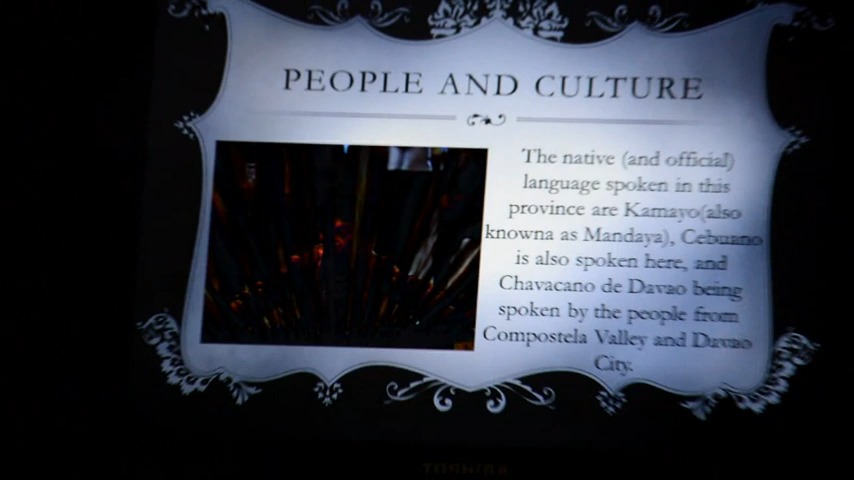 PEOPLE AND CULTURE
The native (and official)
language spoken in this
province are Kamayo(also
knowna as Mandaya), Cebuano
is also spoken here, and
Chavacano de Davao being
spoken by the people from
Compostela Valley and Davao
City.
TOSHIBA